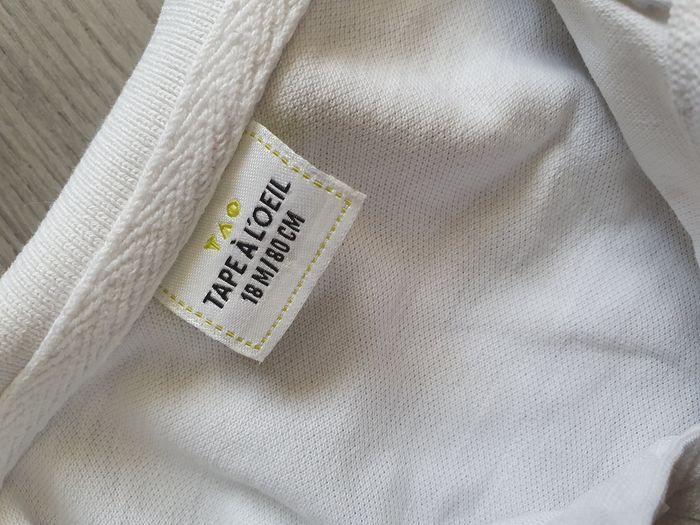 TAO
TAPE À L'OEIL
18 M/80 CM